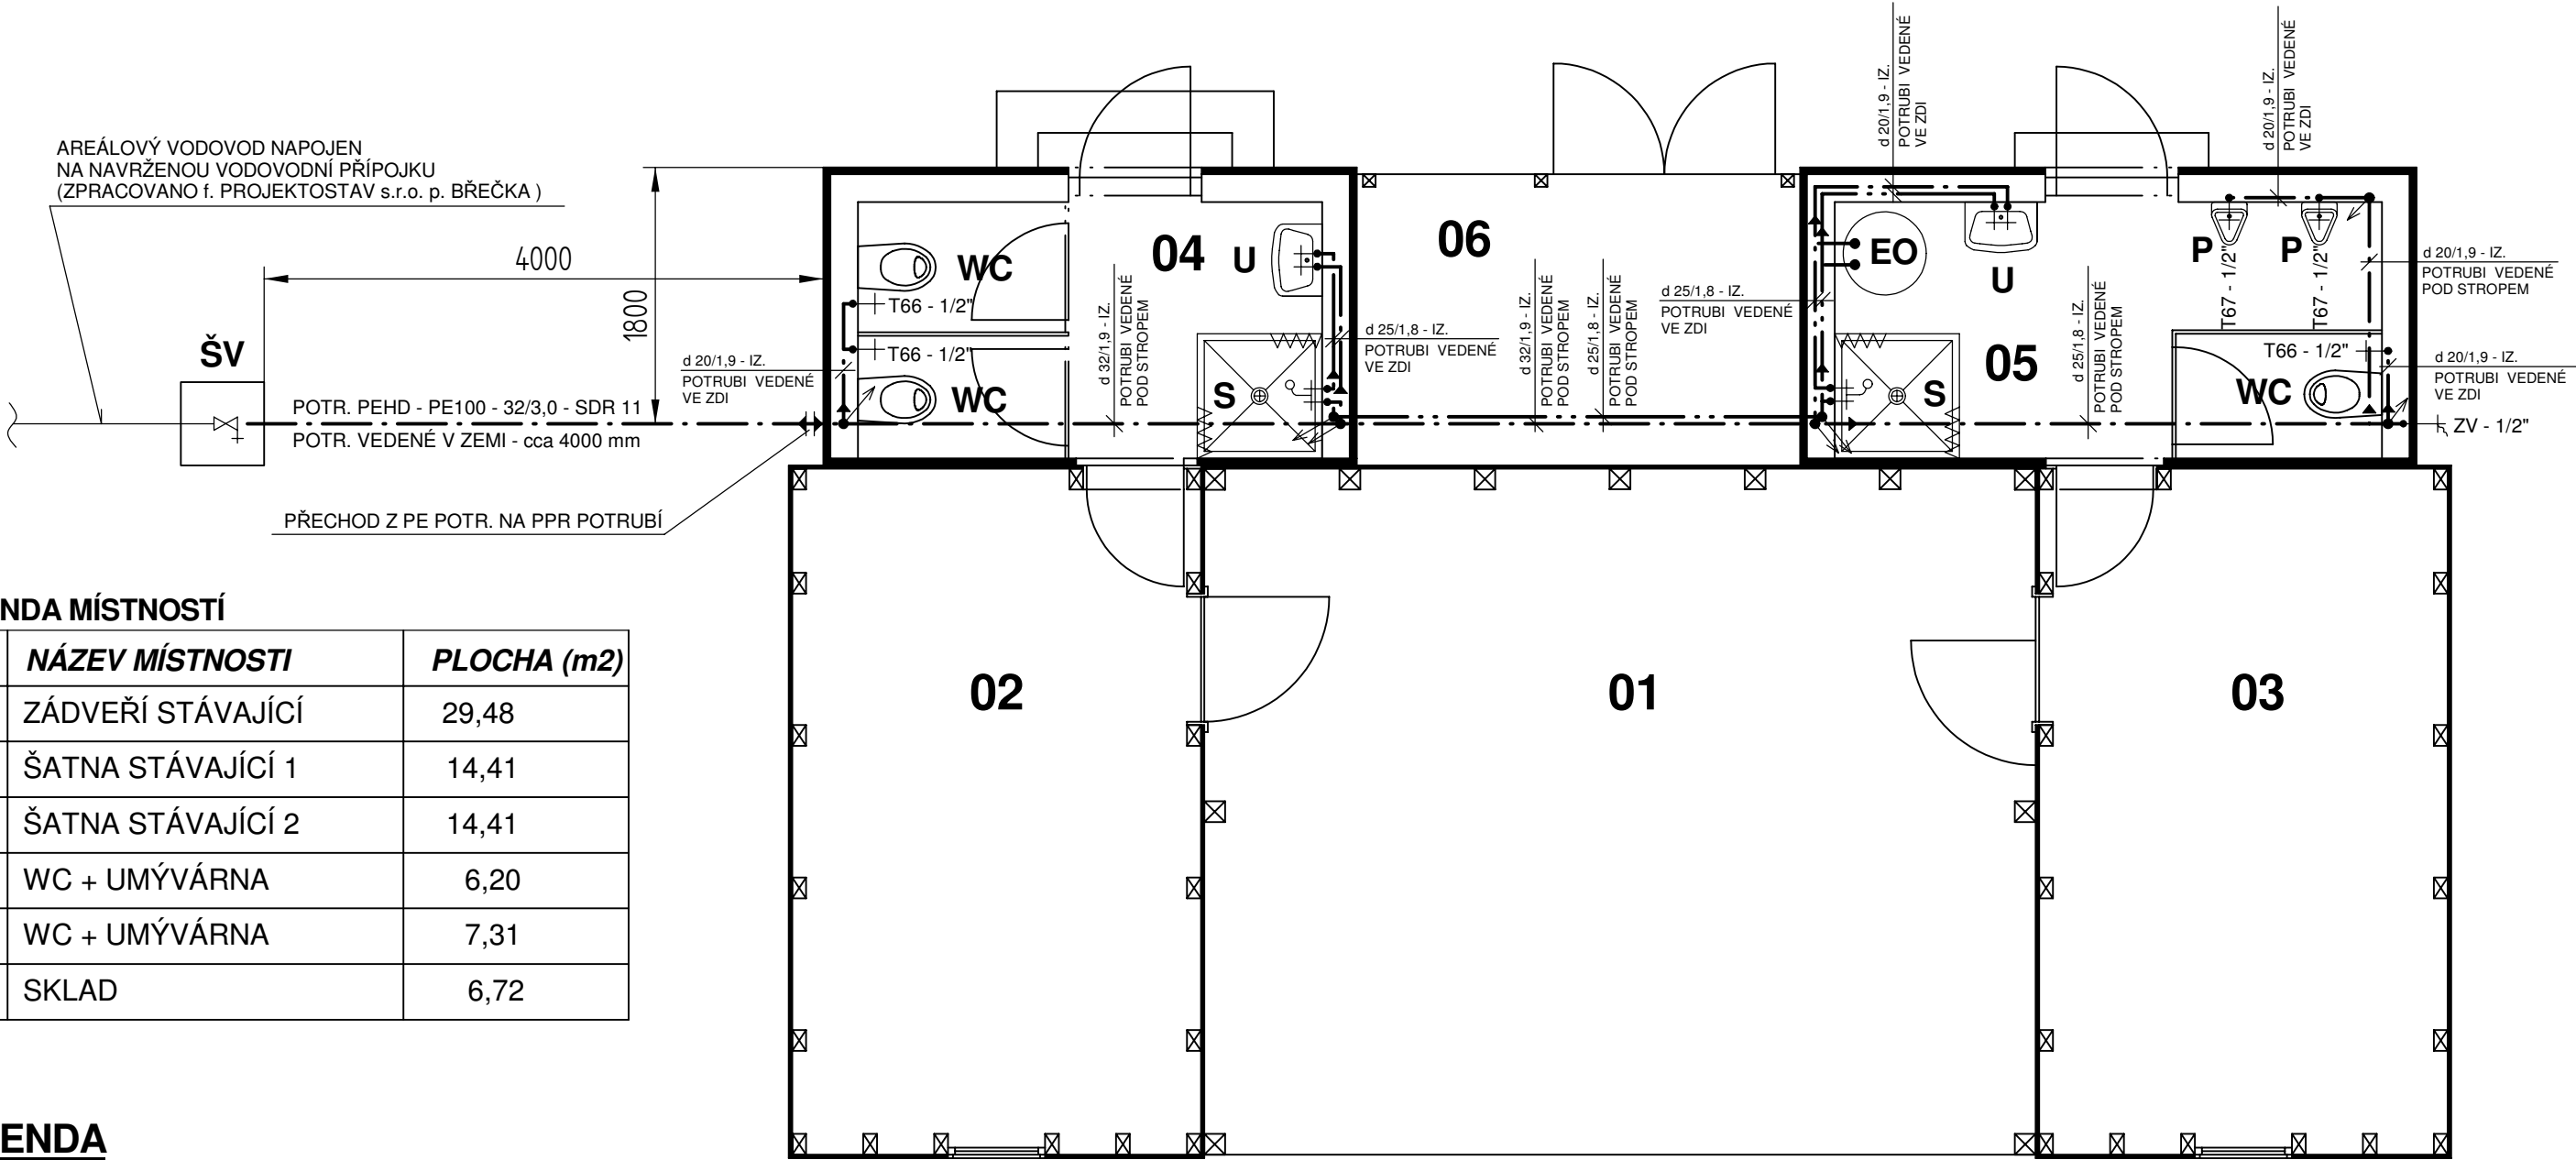 AREÁLOVÝ VODOVOD NAPOJEN
NA NAVRŽENOU VODOVODNÍ PŘÍPOJKU
(ZPRACOVANO f. PROJEKTOSTAV s.r.o. p. BŘEČKA )
4000
1800
ŠV
POTR. PEHD - PE100 - 32/3,0 - SDR 11
POTR. VEDENÉ V ZEMI - cca 4000 mm
PŘECHOD Z PE POTR. NA PPR POTRUBÍ
d 20/1,9 - IZ.
POTRUBI VEDENÉ
VE ZDI
WC
T66 - 1/2"
T66 - 1/2"
WC
04
U
S
d 32/1,9 - IZ.
POTRUBI VEDENÉ
POD STROPEM
d 25/1,8 - IZ.
POTRUBI VEDENÉ
VE ZDI
06
d 32/1,9 - IZ.
POTRUBI VEDENÉ
POD STROPEM
d 25/1,8 - IZ.
POTRUBI VEDENÉ
POD STROPEM
d 25/1,8 - IZ.
POTRUBI VEDENÉ
VE ZDI
d 20/1,9 - IZ.
POTRUBI VEDENÉ
VE ZDI
EO
U
S
05
d 25/1,8 - IZ.
POTRUBI VEDENÉ
POD STROPEM
d 20/1,9 - IZ.
POTRUBI VEDENÉ
VE ZDI
P
P
T67 - 1/2"
T67 - 1/2"
d 20/1,9 - IZ.
POTRUBI VEDENÉ
POD STROPEM
T66 - 1/2"
WC
d 20/1,9 - IZ.
POTRUBI VEDENÉ
VE ZDI
ZV - 1/2"
02
01
03
NDA MÍSTNOSTÍ
NÁZEV MÍSTNOSTI PLOCHA (m2)
ZÁDVEŘÍ STÁVAJÍCÍ 29,48
ŠATNA STÁVAJÍCÍ 1 14,41
ŠATNA STÁVAJÍCÍ 2 14,41
WC + UMÝVÁRNA 6,20
WC + UMÝVÁRNA 7,31
SKLAD 6,72
ENDA